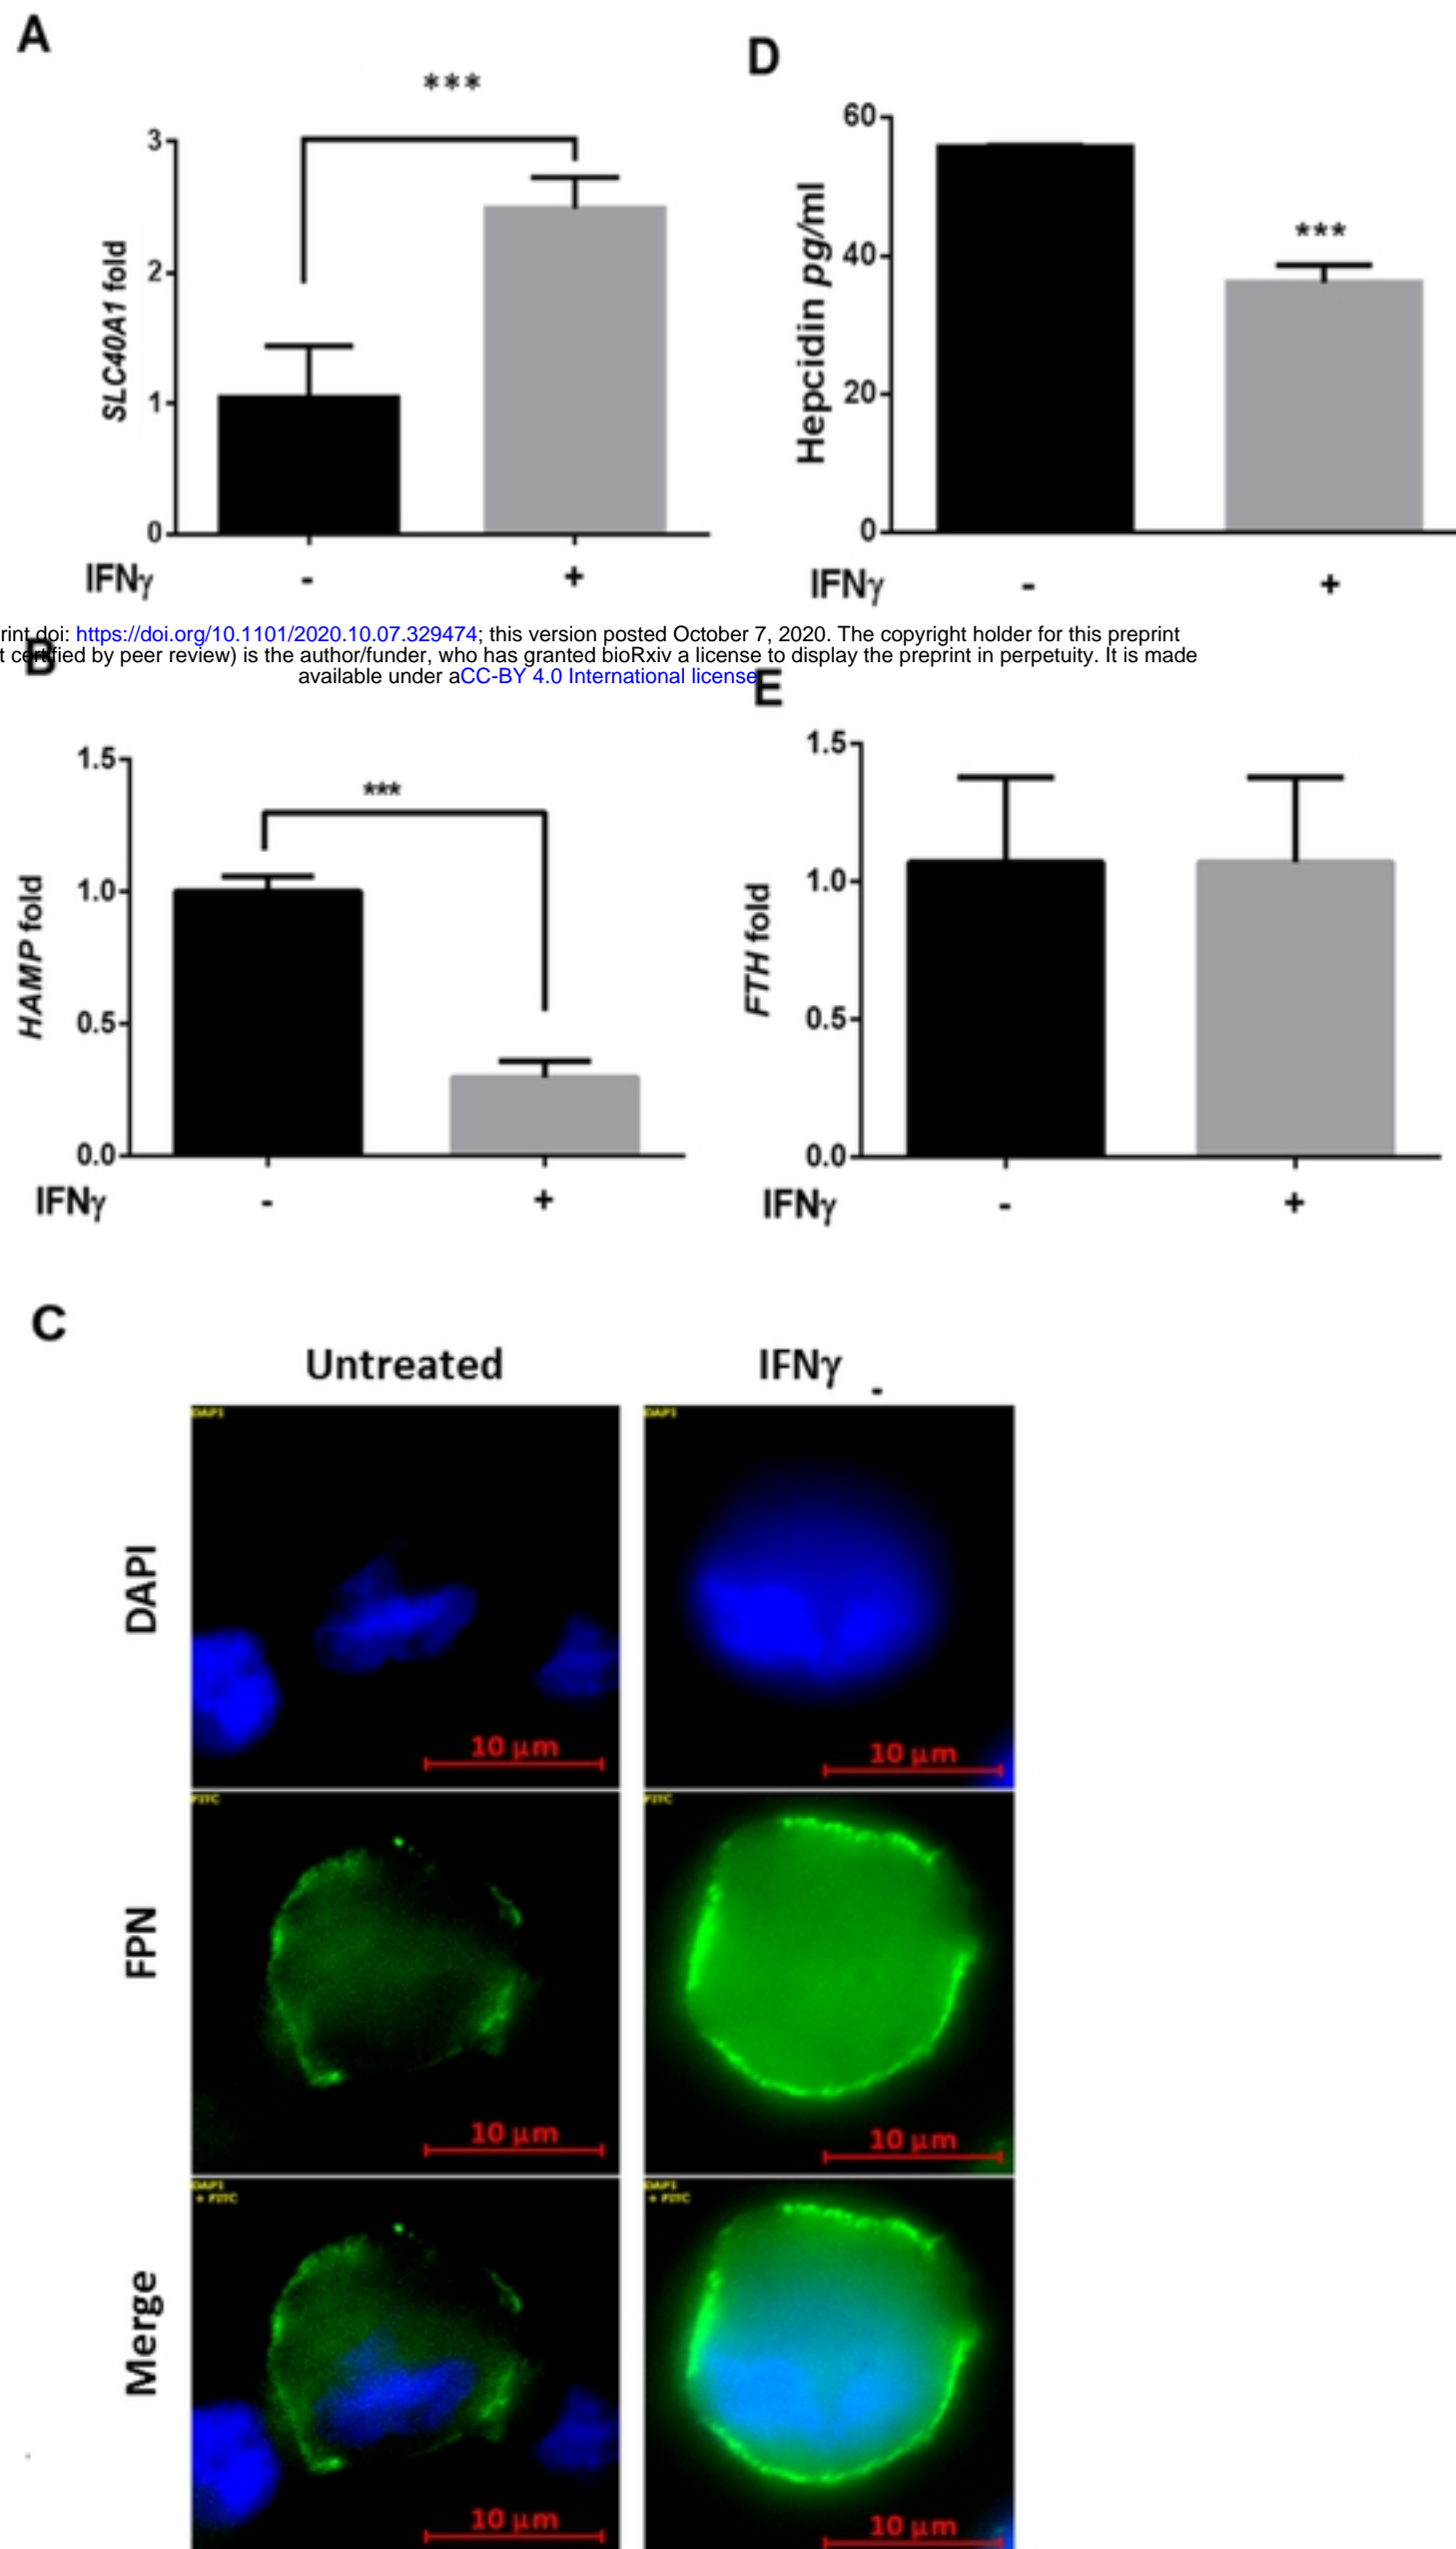 A
***
3
2
1
0
SLC40A1 fold
IFNγ - +
D
60
40
20
0
Hepcidin pg/ml
***
IFNγ - +
rint doi: https://doi.org/10.1101/2020.10.07.329474; this version posted October 7, 2020. The copyright holder for this preprint
t certified by peer review) is the author/funder, who has granted bioRxiv a license to display the preprint in perpetuity. It is made
available under aCC-BY 4.0 International license
B
1.5
1.0
0.5
0.0
HAMP fold
***
IFNγ - +
E
1.5
1.0
0.5
0.0
FTH fold
IFNγ - +
C
Untreated IFNγ -
DAPI
DAPI DAPI
10 µm 10 µm
FPN
FITC FITC
10 µm 10 µm
Merge
DAPI DAPI
+ FITC + FITC
10 µm 10 µm